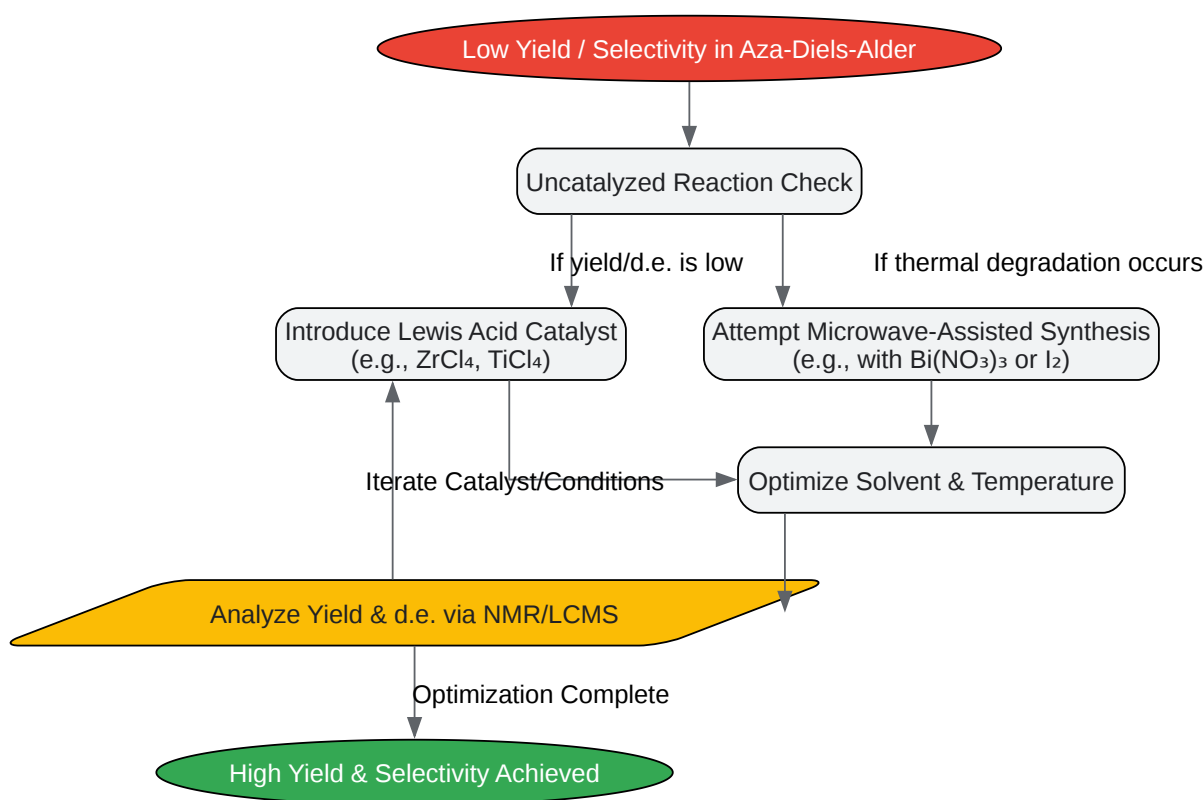 Low Yield / Selectivity in Aza-Diels-Alder
Uncatalyzed Reaction Check
If yield/d.e. is low
If thermal degradation occurs
Introduce Lewis Acid Catalyst
(e.g., ZrCl₄, TiCl₄)
Attempt Microwave-Assisted Synthesis
(e.g., with Bi(NO₃)₃ or I₂)
Iterate Catalyst/Conditions
Optimize Solvent & Temperature
Analyze Yield & d.e. via NMR/LCMS
Optimization Complete
High Yield & Selectivity Achieved